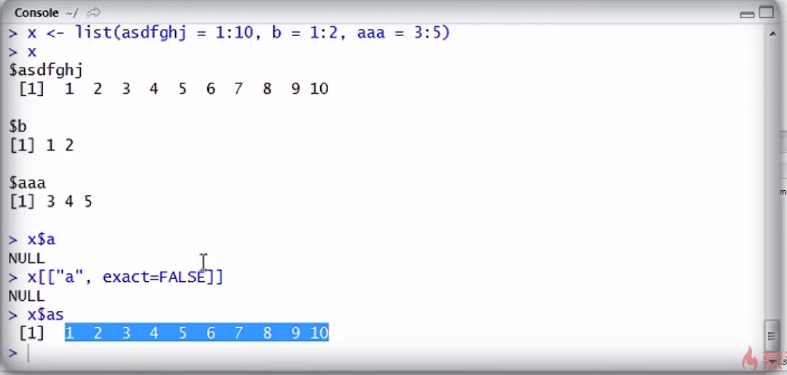 Console ~/
> x <- list(asdfghj = 1:10, b = 1:2, aaa = 3:5)
> x
$asdfghj
 [1]  1  2  3  4  5  6  7  8  9 10
$b
[1] 1 2
$aaa
[1] 3 4 5
> x$a
NULL
> x[["a", exact=FALSE]]
NULL
> x$as
 [1]  1  2  3  4  5  6  7  8  9 10
>